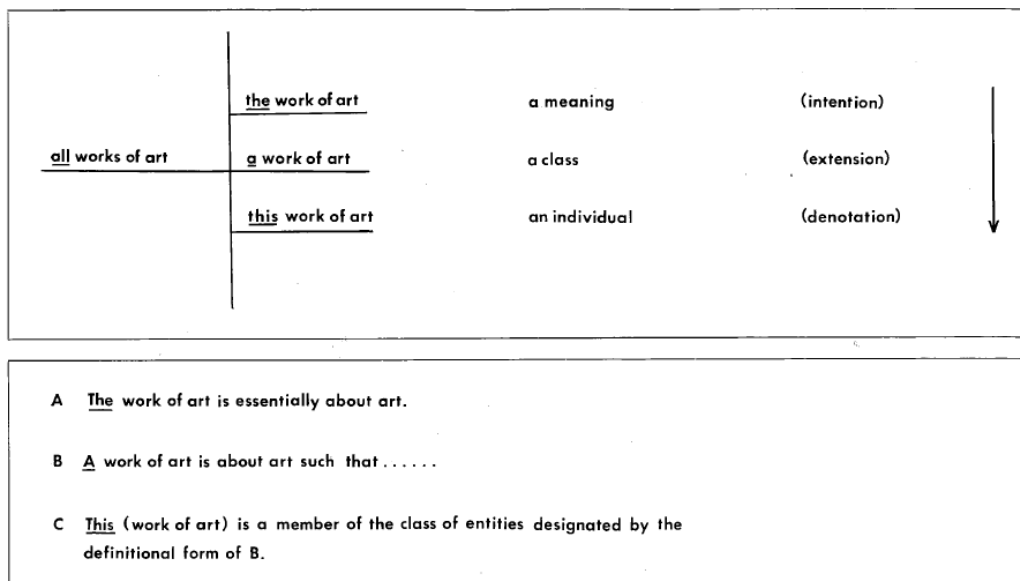 the work of art a meaning (intention)
all works of art a work of art a class (extension)
this work of art an individual (denotation)
A The work of art is essentially about art.
B A work of art is about art such that ......
C This (work of art) is a member of the class of entities designated by the
definitional form of B.